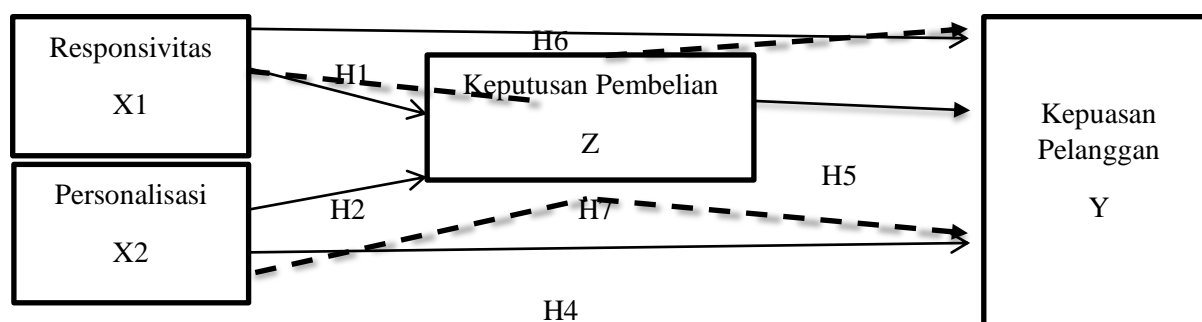 Responsivitas
X1
H6
H1
Keputusan Pembelian
Z
Kepuasan
Pelanggan
Y
Personalisasi
X2
H2
H7
H5
H4